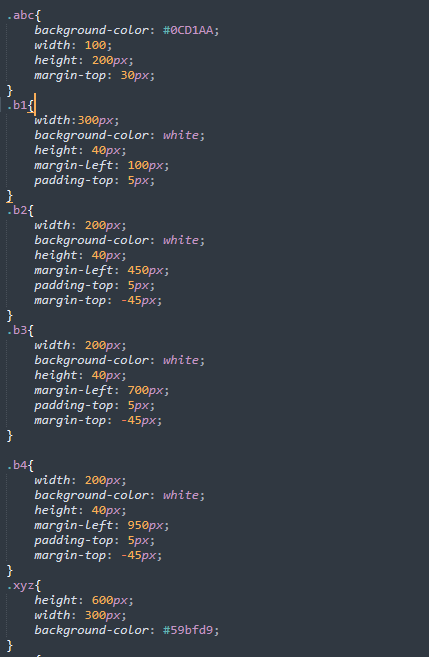 .abc{
    background-color: #0CD1AA;
    width: 100;
    height: 200px;
    margin-top: 30px;
}
.b1{
    width:300px;
    background-color: white;
    height: 40px;
    margin-left: 100px;
    padding-top: 5px;
}
.b2{
    width: 200px;
    background-color: white;
    height: 40px;
    margin-left: 450px;
    padding-top: 5px;
    margin-top: -45px;
}
.b3{
    width: 200px;
    background-color: white;
    height: 40px;
    margin-left: 700px;
    padding-top: 5px;
    margin-top: -45px;
}

.b4{
    width: 200px;
    background-color: white;
    height: 40px;
    margin-left: 950px;
    padding-top: 5px;
    margin-top: -45px;
}
.xyz{
    height: 600px;
    width: 300px;
    background-color: #59bfd9;
}